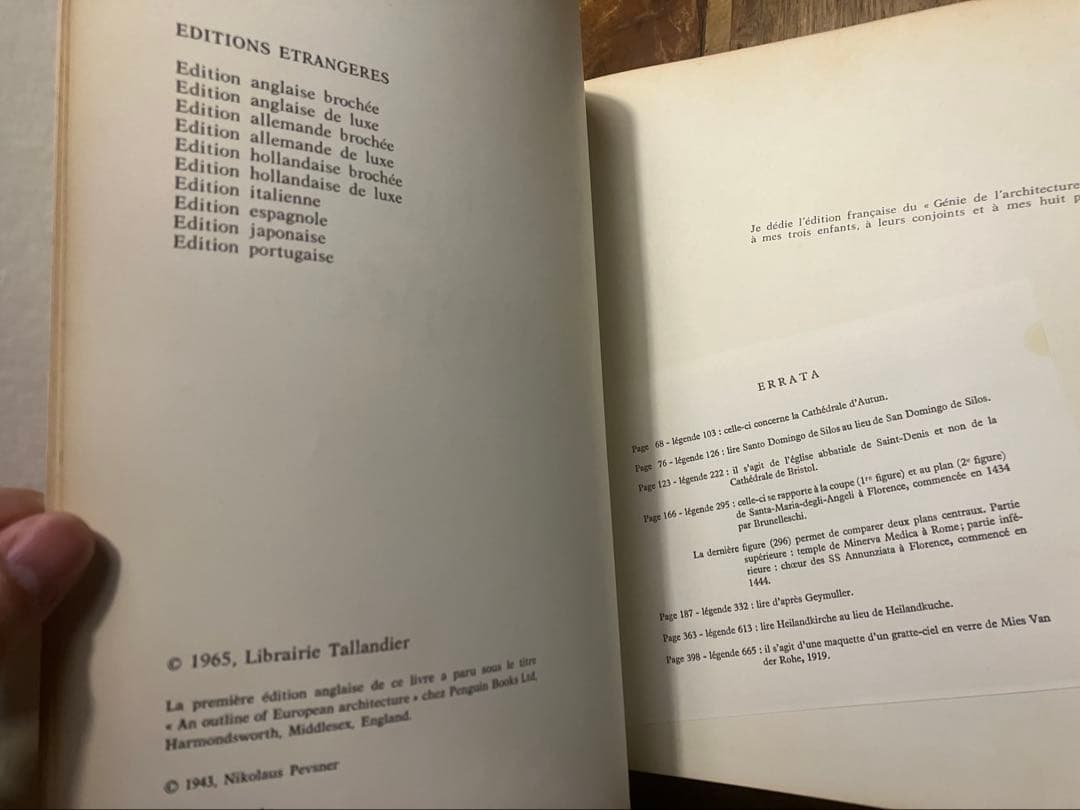 EDITIONS ETRANGERES
Edition anglaise brochée
Edition anglaise de luxe
Edition allemande brochée
Edition allemande de luxe
Edition hollandaise brochée
Edition hollandaise de luxe
Edition italienne
Edition espagnole
Edition japonaise
Edition portugaise
© 1965, Librairie Tallandier
La première édition anglaise de ce livre a paru sous le titre
« An outline of European architecture » chez Penguin Books Ltd,
Harmondsworth, Middlesex, England.
© 1943, Nikolaus Pevsner
Je dédie l'édition française du « Génie de l'architecture
à mes trois enfants, à leurs conjoints et à mes huit p
ERRATA
Page 68 - légende 103 : celle-ci concerne la Cathédrale d'Autun.
Page 76 - légende 126 : lire Santo Domingo de Silos au lieu de San Domingo de Silos.
Page 123 - légende 222 : il s'agit de l'église abbatiale de Saint-Denis et non de la
Cathédrale de Bristol.
Page 166 - légende 295 : celle-ci se rapporte à la coupe (1re figure) et au plan (2e figure)
de Santa-Maria-degli-Angeli à Florence, commencée en 1434
par Brunelleschi.
La dernière figure (296) permet de comparer deux plans centraux. Partie
supérieure : temple de Minerva Medica à Rome; partie infé-
rieure : chœur des SS Annunziata à Florence, commencé en
1444.
Page 187 - légende 332 : lire d'après Geymuller.
Page 363 - légende 613 : lire Heilandkirche au lieu de Heilandkuche.
Page 398 - légende 665 : il s'agit d'une maquette d'un gratte-ciel en verre de Mies Van
der Rohe, 1919.